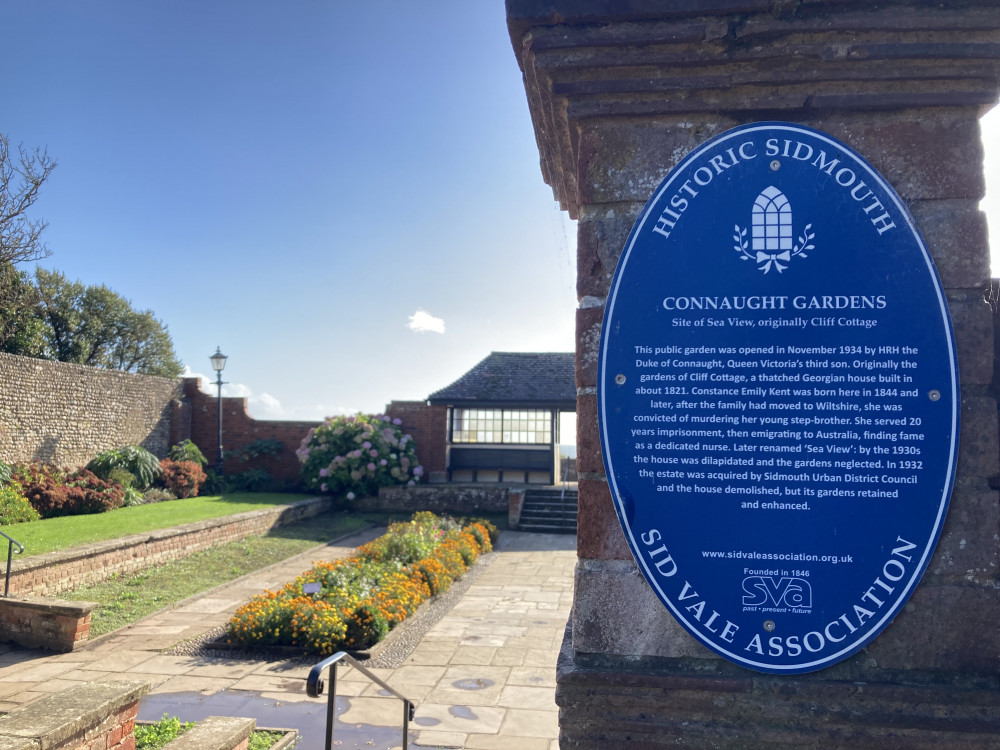 HISTORIC SIDMOUTH
CONNAUGHT GARDENS
Site of Sea View, originally Cliff Cottage
This public garden was opened in November 1934 by HRH the
Duke of Connaught, Queen Victoria's third son. Originally the
gardens of Cliff Cottage, a thatched Georgian house built in
about 1821. Constance Emily Kent was born here in 1844 and
later, after the family had moved to Wiltshire, she was
convicted of murdering her young step-brother. She served 20
years imprisonment, then emigrating to Australia, finding fame
as a dedicated nurse. Later renamed 'Sea View': by the 1930s
the house was dilapidated and the gardens neglected. In 1932
the estate was acquired by Sidmouth Urban District Council
and the house demolished, but its gardens retained
and enhanced.
www.sidvaleassociation.org.uk
Founded in 1846
sva
past • present • future
SID VALE ASSOCIATION